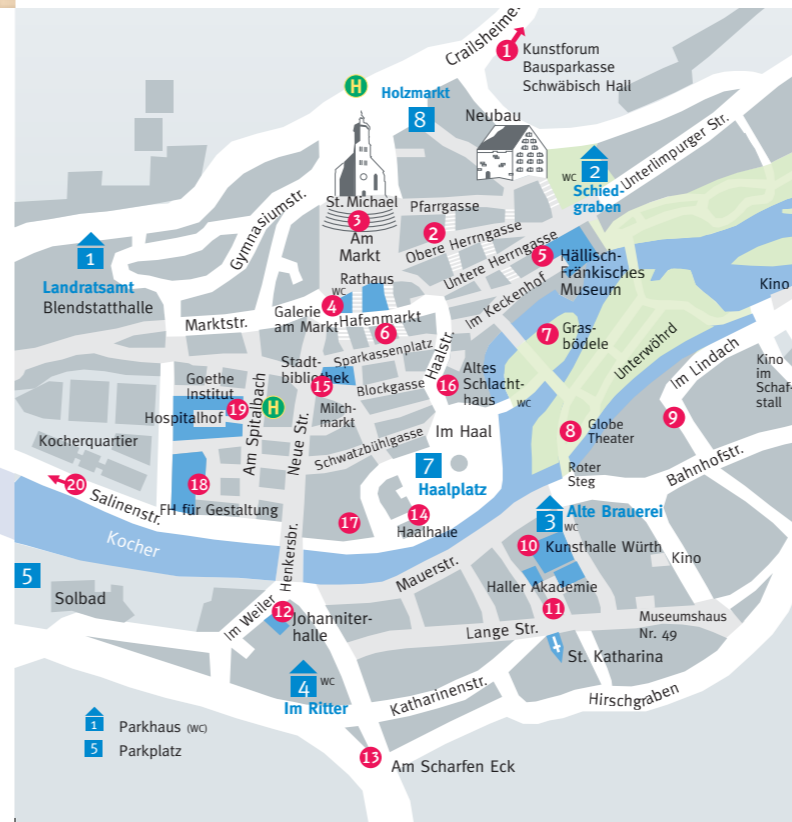 Crailsheime
1
Kunstforum
Bausparkasse
Schwäbisch Hall
H
Holzmarkt
8
Neubau
WC
2
Schied-
graben
Unterlimpurger Str.
Gymnasiumstr.
St. Michael
3
Am
Markt
Pfarrgasse
2
Obere Herrngasse
Untere Herrngasse
5
Hällisch-
Fränkisches
Museum
1
Landratsamt
Blendstatthalle
Rathaus
WC
4
Galerie
am Markt
Hafenmarkt
6
Im Keckenhof
Kino
Marktstr.
Sparkassenplatz
Haalstr.
7
Gras-
bödele
Unterwöhrd
Im Lindach
Kino
im
Schaf-
stall
Stadt-
bibliothek
15
Blockgasse
16
Altes
Schlacht-
haus
WC
Goethe
Institut
Hospitalhof
19
H
Am Spitalbach
Neue Str.
Milch-
markt
Schwatzbühlgasse
Im Haal
8
Globe
Theater
9
Kocherquartier
7
Haalplatz
Roter
Steg
Bahnhofstr.
20
Salinenstr.
18
FH für Gestaltung
17
14
Haalhalle
3
Alte Brauerei
WC
10
Kunsthalle Würth
Kino
Kocher
Henkersbr.
Mauerstr.
5
Solbad
Haller Akademie
11
Im Weiler
12
Johanniter-
halle
Lange Str.
Museumshaus
Nr. 49
St. Katharina
4
WC
Im Ritter
Katharinenstr.
Hirschgraben
1
Parkhaus (WC)
5
Parkplatz
13
Am Scharfen Eck